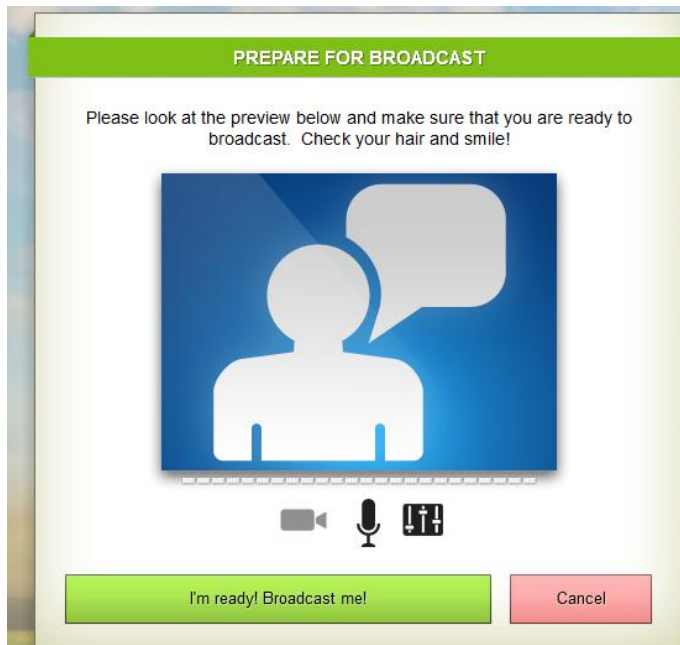 PREPARE FOR BROADCAST
Please look at the preview below and make sure that you are ready to
broadcast.  Check your hair and smile!
I'm ready! Broadcast me!
Cancel